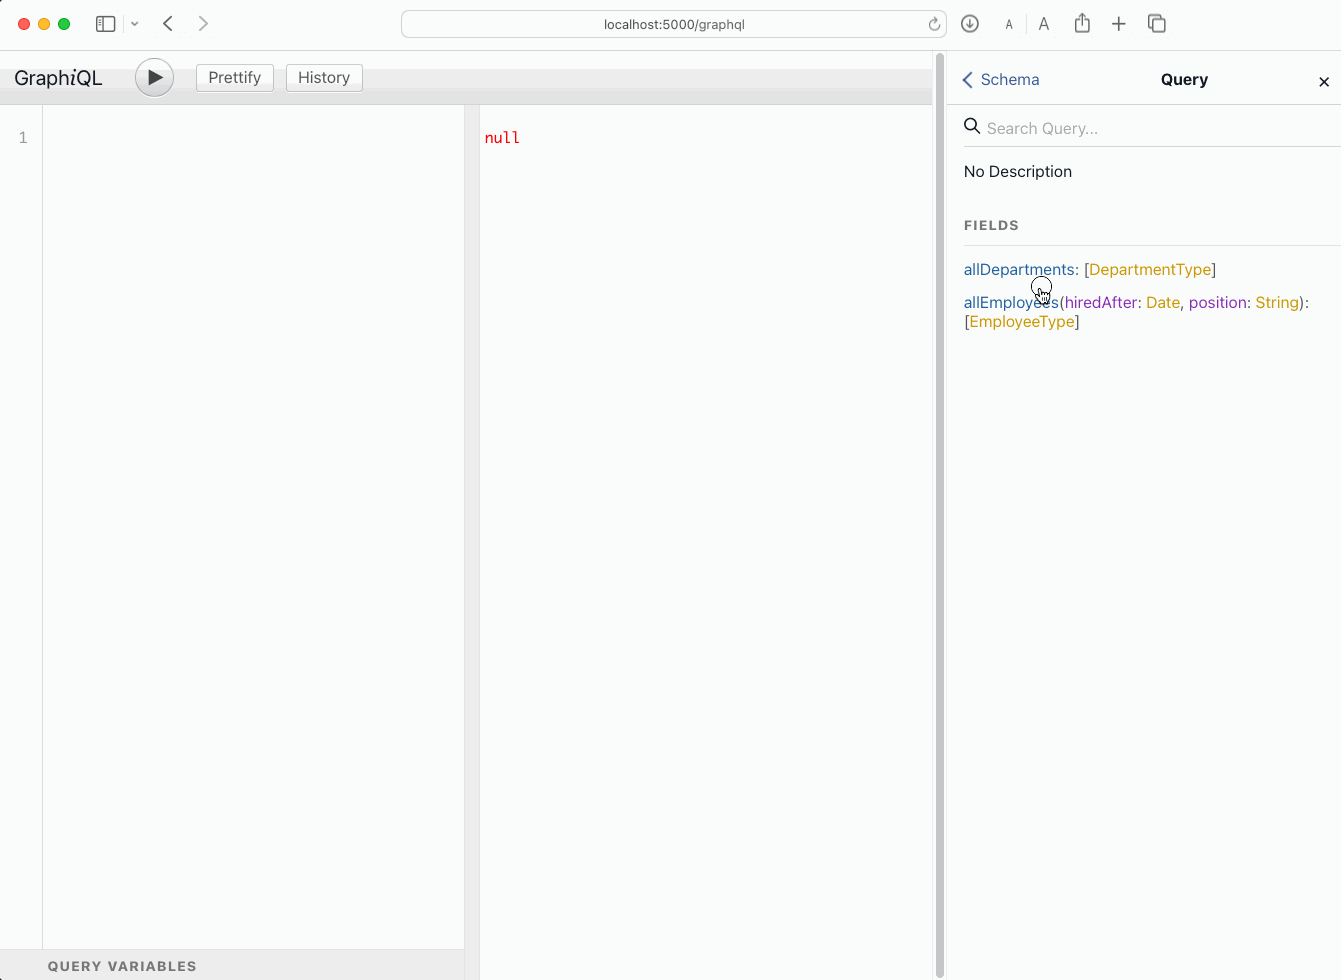 localhost:5000/graphql
A A
GraphiQL
Prettify
History
Schema
Query
Search Query...
No Description
FIELDS
allDepartments: [DepartmentType]
allEmployees(hiredAfter: Date, position: String):
[EmployeeType]
1
null
QUERY VARIABLES